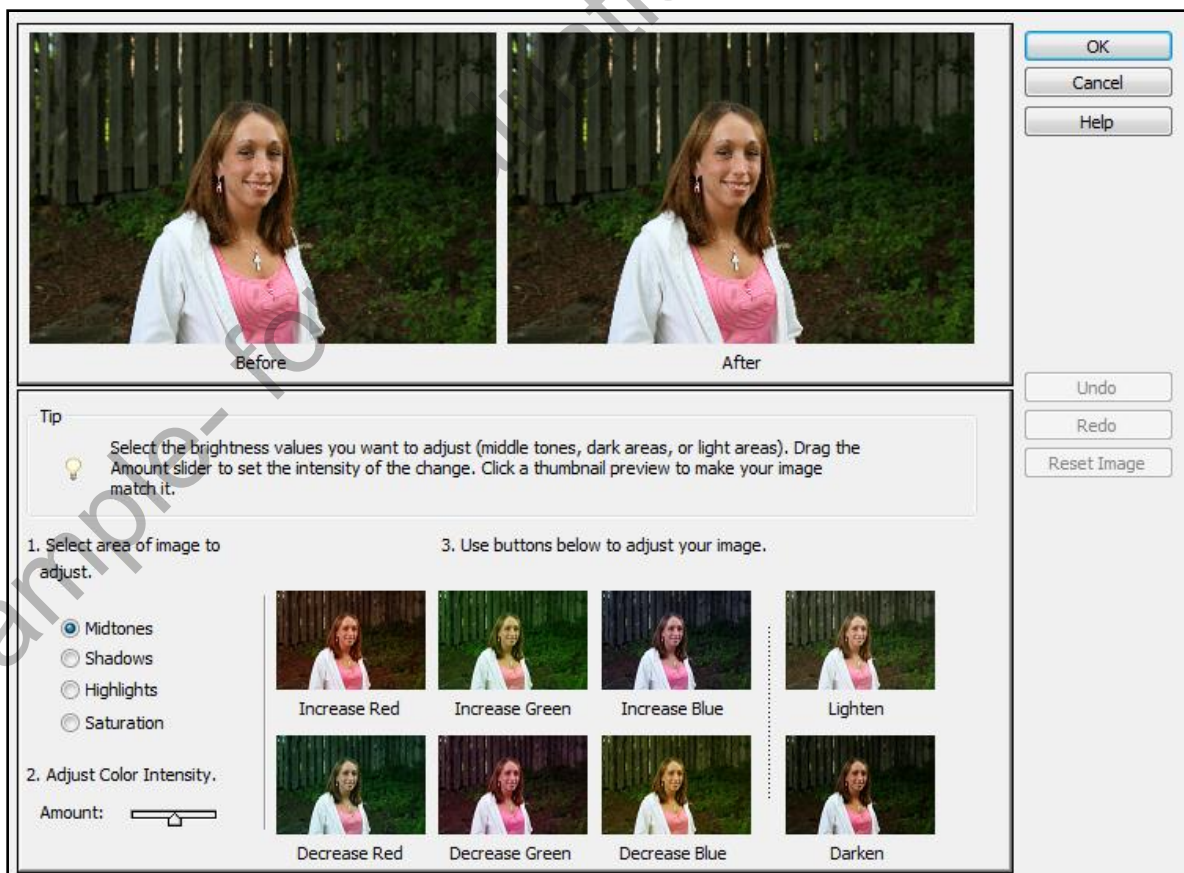 OK
Cancel
Help
Before
After
Undo
Redo
Reset Image
Tip
Select the brightness values you want to adjust (middle tones, dark areas, or light areas). Drag the
Amount slider to set the intensity of the change. Click a thumbnail preview to make your image
match it.
1. Select area of image to
adjust.
Midtones
Shadows
Highlights
Saturation
2. Adjust Color Intensity.
Amount:
3. Use buttons below to adjust your image.
Increase Red
Increase Green
Increase Blue
Lighten
Decrease Red
Decrease Green
Decrease Blue
Darken